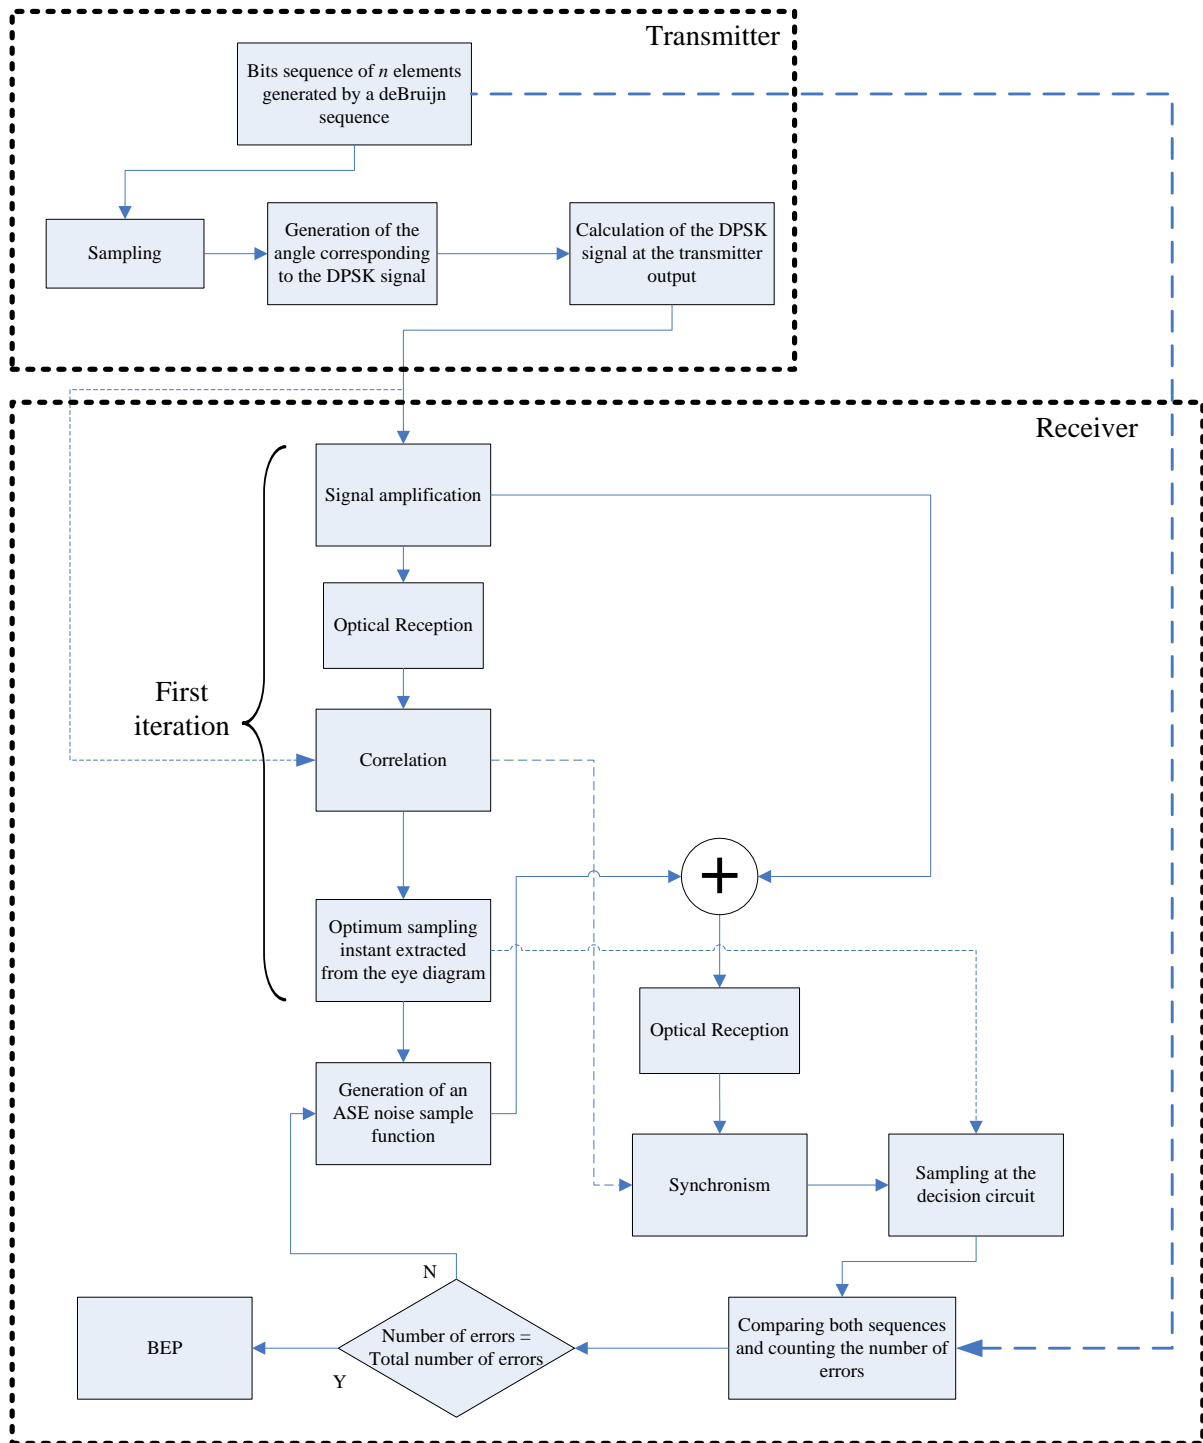 Transmitter
Bits sequence of n elements
generated by a deBruijn
sequence
Sampling
Generation of the
angle corresponding
to the DPSK signal
Calculation of the DPSK
signal at the transmitter
output
Receiver
Signal amplification
Optical Reception
First
iteration
Correlation
+
Optimum sampling
instant extracted
from the eye diagram
Optical Reception
Generation of an
ASE noise sample
function
Synchronism
Sampling at the
decision circuit
N
BEP
Number of errors =
Total number of errors
Y
Comparing both sequences
and counting the number of
errors